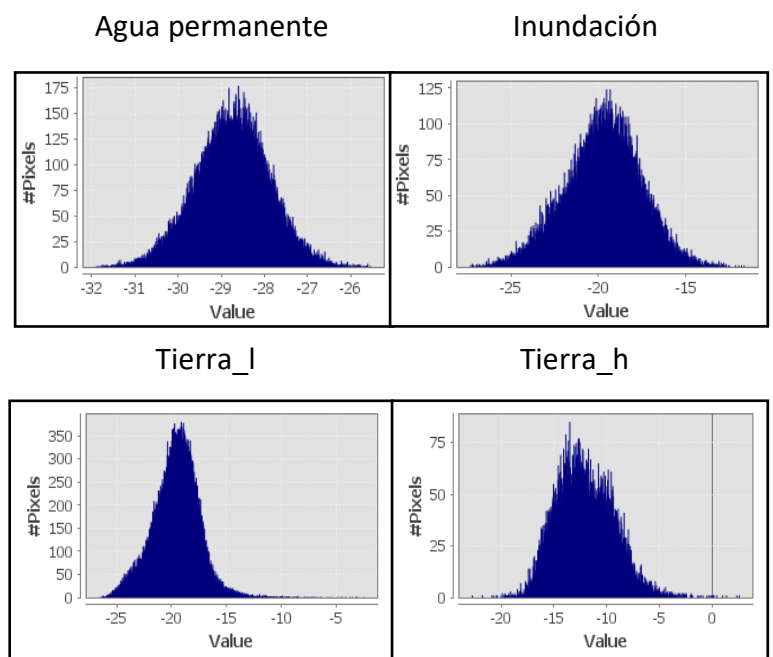 Agua permanente
Inundación
175
150
125
100
75
50
25
0
#Pixels
-32 -31 -30 -29 -28 -27 -26
Value
125
100
75
50
25
0
#Pixels
-25 -20 -15
Value
Tierra_l
Tierra_h
350
300
250
200
150
100
50
0
#Pixels
-25 -20 -15 -10 -5
Value
75
50
25
0
#Pixels
-20 -15 -10 -5 0
Value